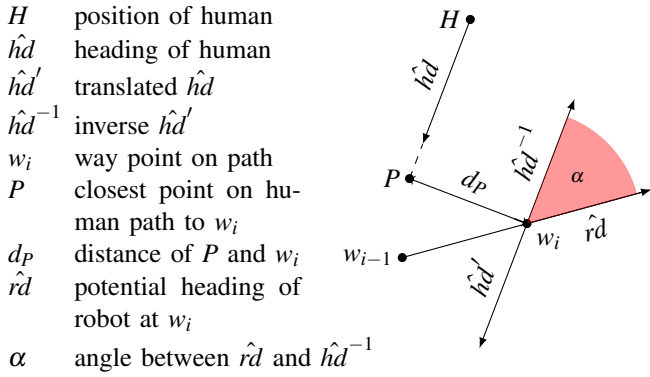 H position of human
ĥd heading of human
ĥd′ translated ĥd
ĥd⁻¹ inverse ĥd′
wᵢ way point on path
P closest point on hu-
man path to wᵢ
d_P distance of P and wᵢ
r̂d potential heading of
robot at wᵢ
α angle between r̂d and ĥd⁻¹
H
ĥd
ĥd⁻¹
α
P
d_P
wᵢ
r̂d
wᵢ₋₁
ĥd′